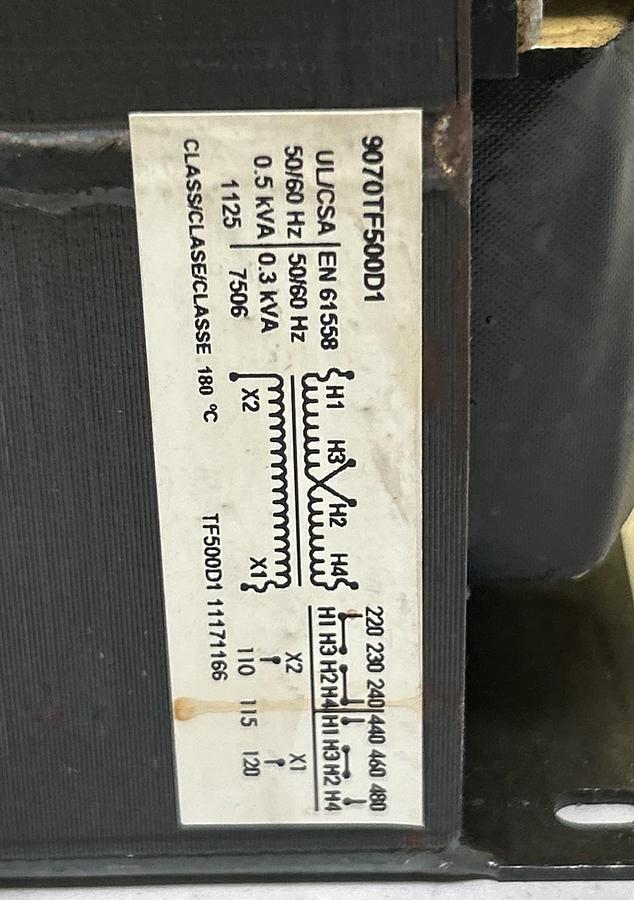 9070TF500D1
UL/CSA | EN 61558
50/60 Hz | 50/60 Hz
0.5 kVA | 0.3 kVA
1125 7506
CLASS/CLASE/CLASSE 180 °C
H1 H3 H2 H4
X2 X1
TF500D1 11171166
220 230 240 | 440 460 480
H1 H3 H2 H4 | H1 H3 H2 H4
X2 X1
110 115 120